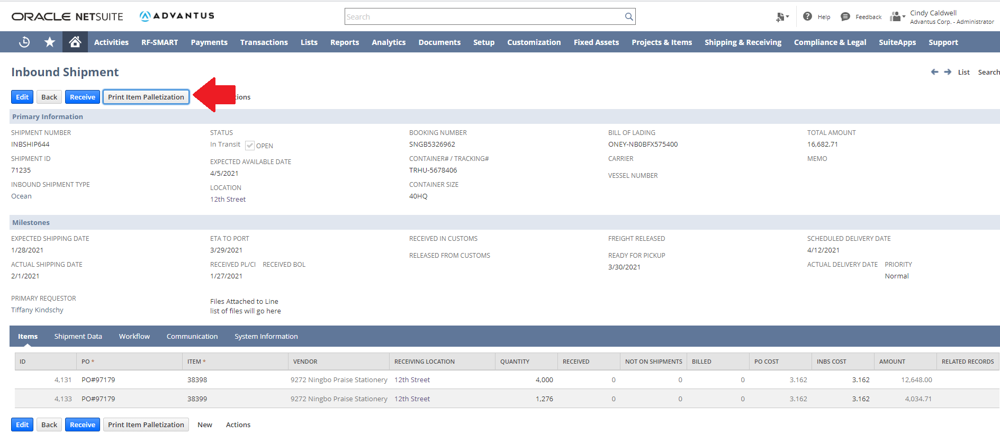 ORACLE NETSUITE ADVANTUS Search Help Feedback Cindy Caldwell
Advantus Corp. - Administrator
Activities RF-SMART Payments Transactions Lists Reports Analytics Documents Setup Customization Fixed Assets Projects & Items Shipping & Receiving Compliance & Legal SuiteApps Support
Inbound Shipment List Search
Edit Back Receive Print Item Palletization tions
Primary Information
SHIPMENT NUMBER STATUS BOOKING NUMBER BILL OF LADING TOTAL AMOUNT
INBSHIP644 In Transit OPEN SNGB5326962 ONEY-NB0BFX575400 16,682.71
SHIPMENT ID EXPECTED AVAILABLE DATE CONTAINER# / TRACKING# CARRIER MEMO
71235 4/5/2021 TRHU-5678406 VESSEL NUMBER
INBOUND SHIPMENT TYPE LOCATION CONTAINER SIZE
Ocean 12th Street 40HQ
Milestones
EXPECTED SHIPPING DATE ETA TO PORT RECEIVED IN CUSTOMS FREIGHT RELEASED SCHEDULED DELIVERY DATE
1/28/2021 3/29/2021 RELEASED FROM CUSTOMS READY FOR PICKUP 4/12/2021
ACTUAL SHIPPING DATE RECEIVED PL/CI RECEIVED BOL 3/30/2021 ACTUAL DELIVERY DATE PRIORITY
2/1/2021 1/27/2021 Normal
PRIMARY REQUESTOR Files Attached to Line
Tiffany Kindschy list of files will go here
Items Shipment Data Workflow Communication System Information
ID PO * ITEM * VENDOR RECEIVING LOCATION QUANTITY RECEIVED NOT ON SHIPMENTS BILLED PO COST INBS COST AMOUNT RELATED RECORDS
4,131 PO#97179 38398 9272 Ningbo Praise Stationery 12th Street 4,000 0 0 0 3.162 3.162 12,648.00
4,133 PO#97179 38399 9272 Ningbo Praise Stationery 12th Street 1,276 0 0 0 3.162 3.162 4,034.71
Edit Back Receive Print Item Palletization New Actions